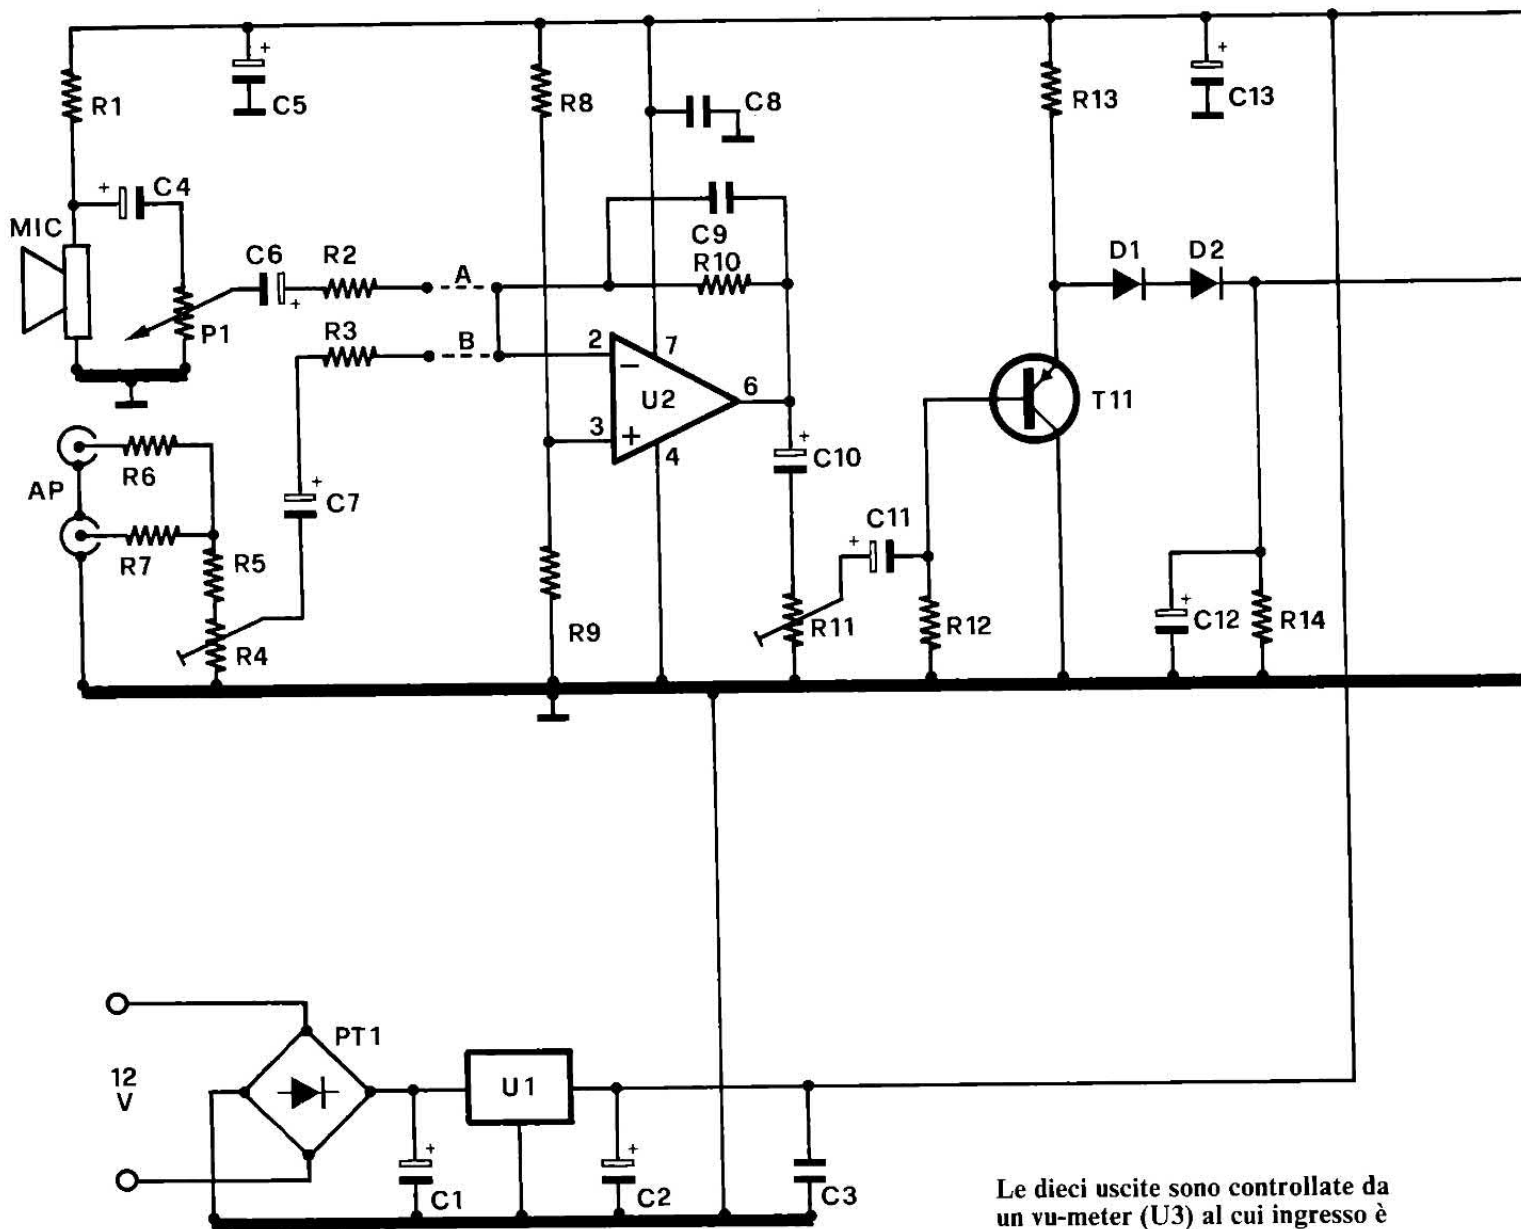 R1
+
C5
R8
C8
R13
+
C13
+
C4
MIC
C6
+
R2
A
C9
R10
D1
D2
P1
R3
B
2
7
−
U2
6
3
+
4
T11
+
C10
AP
R6
R7
R5
+
C7
C11
+
R4
R9
R11
R12
+
C12
R14
12
V
PT1
U1
+
C1
+
C2
C3
Le dieci uscite sono controllate da
un vu-meter (U3) al cui ingresso è